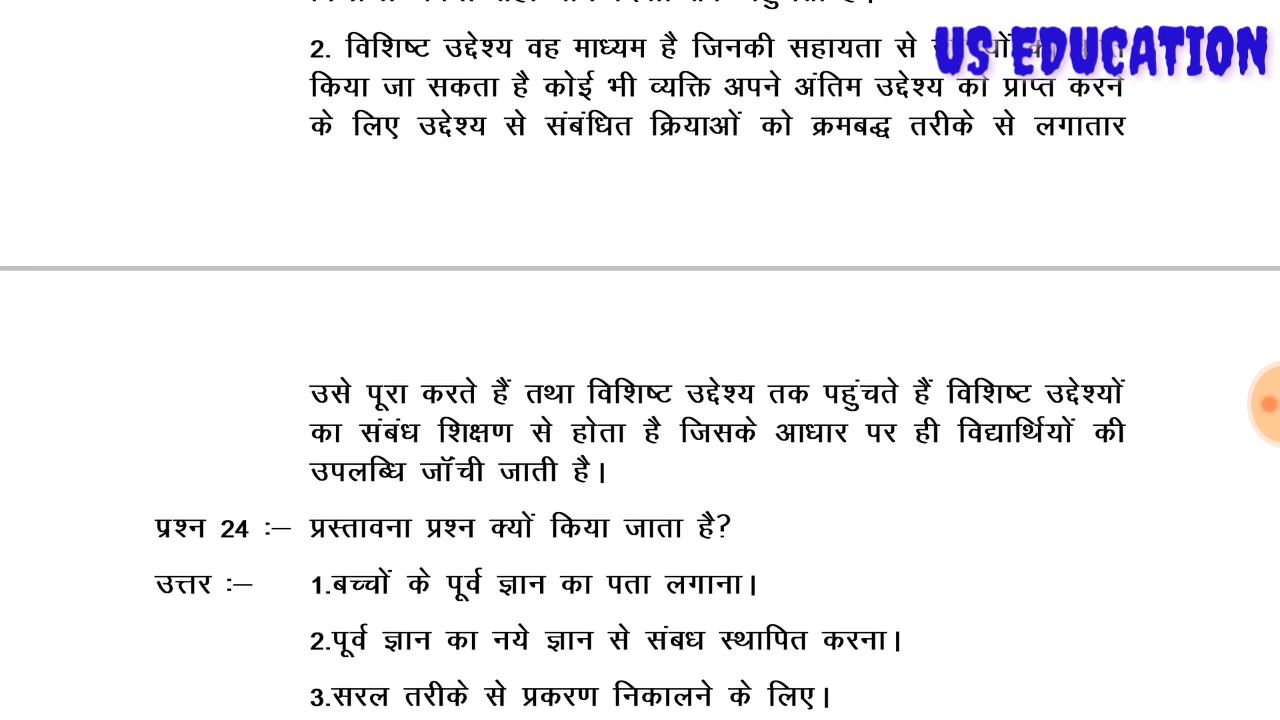 2. विशिष्ट उद्देश्य वह माध्यम है जिनकी सहायता से
US EDUCATION
किया जा सकता है कोई भी व्यक्ति अपने अंतिम उद्देश्य को प्राप्त करने
के लिए उद्देश्य से संबंधित क्रियाओं को क्रमबद्ध तरीके से लगातार
उसे पूरा करते हैं तथा विशिष्ट उद्देश्य तक पहुंचते हैं विशिष्ट उद्देश्यों
का संबंध शिक्षण से होता है जिसके आधार पर ही विद्यार्थियों की
उपलब्धि जाँची जाती है।
प्रश्न 24 :– प्रस्तावना प्रश्न क्यों किया जाता है?
उत्तर :– 1.बच्चों के पूर्व ज्ञान का पता लगाना।
2.पूर्व ज्ञान का नये ज्ञान से संबध स्थापित करना।
3.सरल तरीके से प्रकरण निकालने के लिए।